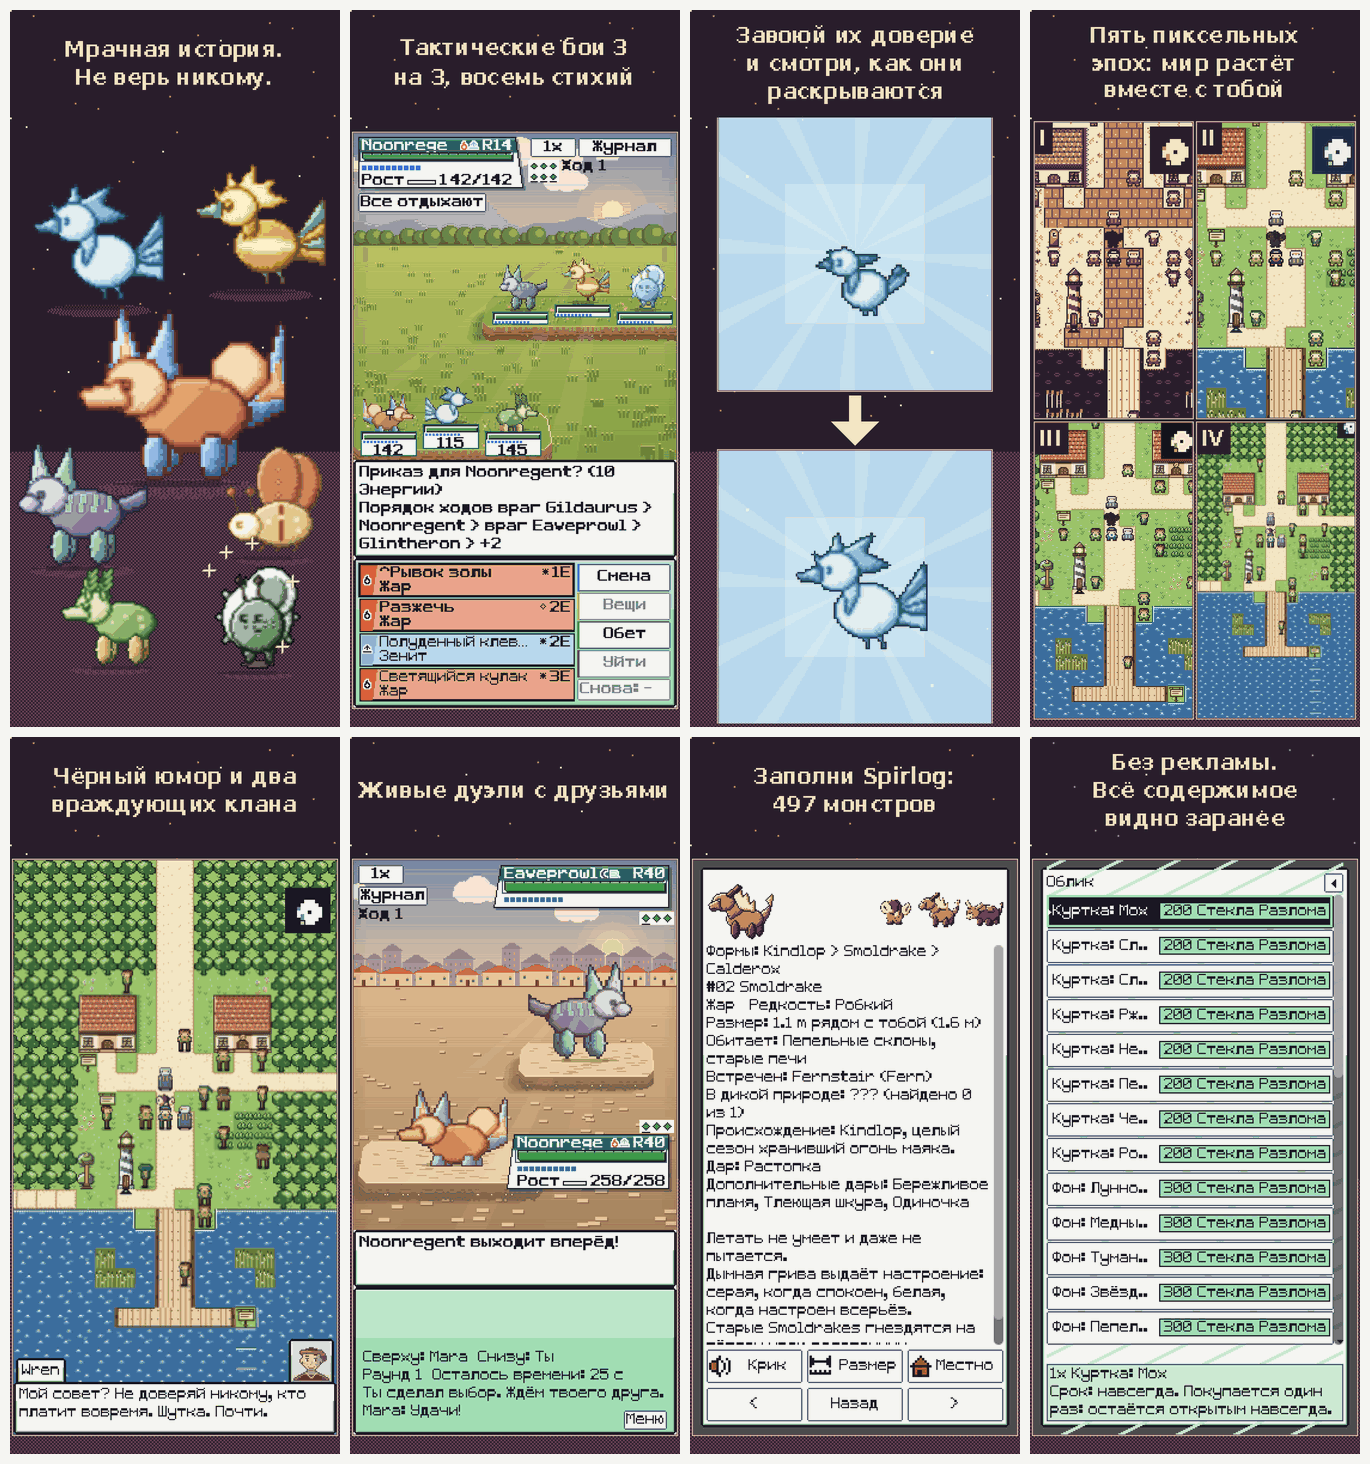 Мрачная история.
Не верь никому.
Тактические бои 3
на 3, восемь стихий
Noonrege R14
1x
Журнал
Ход 1
Рост 142/142
Все отдыхают
142
115
145
Приказ для Noonregent? (10
Энергии)
Порядок ходов враг Gildaurus >
Noonregent > враг Eaveprowl >
Glintheron > +2
^Рывок золы *1E
Жар
Разжечь 2E
Жар
Полуденный клев... *2E
Зенит
Светящийся кулак *3E
Жар
Смена
Вещи
Обет
Уйти
Снова: -
Завоюй их доверие
и смотри, как они
раскрываются
Пять пиксельных
эпох: мир растёт
вместе с тобой
I
II
III
IV
Чёрный юмор и два
враждующих клана
Wren
Мой совет? Не доверяй никому, кто
платит вовремя. Шутка. Почти.
Живые дуэли с друзьями
1x
Журнал
Ход 1
Eaveprowl R40
Noonrege R40
Рост 258/258
Noonregent выходит вперёд!
Сверху: Mara Снизу: Ты
Раунд 1 Осталось времени: 25 с
Ты сделал выбор. Ждём твоего друга.
Mara: Удачи!
Меню
Заполни Spirlog:
497 монстров
Формы: Kindlop > Smoldrake >
Calderox
#02 Smoldrake
Жар Редкость: Робкий
Размер: 1.1 m рядом с тобой (1.6 м)
Обитает: Пепельные склоны,
старые печи
Встречен: Fernstair (Fern)
В дикой природе: ??? (найдено 0
из 1)
Происхождение: Kindlop, целый
сезон хранивший огонь маяка.
Дар: Растопка
Дополнительные дары: Бережливое
пламя, Тлеющая шкура, Одиночка
Летать не умеет и даже не
пытается.
Дымная грива выдаёт настроение:
серая, когда спокоен, белая,
когда настроен всерьёз.
Старые Smoldrakes гнездятся на
Крик
Размер
Местно
<
Назад
>
Без рекламы.
Всё содержимое
видно заранее
Облик
Куртка: Мох 200 Стекла Разлома
Куртка: Сл.. 200 Стекла Разлома
Куртка: Сл.. 200 Стекла Разлома
Куртка: Рж.. 200 Стекла Разлома
Куртка: Не.. 200 Стекла Разлома
Куртка: Пе.. 200 Стекла Разлома
Куртка: Че.. 200 Стекла Разлома
Куртка: Ро.. 200 Стекла Разлома
Фон: Лунно.. 300 Стекла Разлома
Фон: Медны.. 300 Стекла Разлома
Фон: Туман.. 300 Стекла Разлома
Фон: Звёзд.. 300 Стекла Разлома
Фон: Пепел.. 300 Стекла Разлома
1x Куртка: Мох
Срок: навсегда. Покупается один
раз: остаётся открытым навсегда.